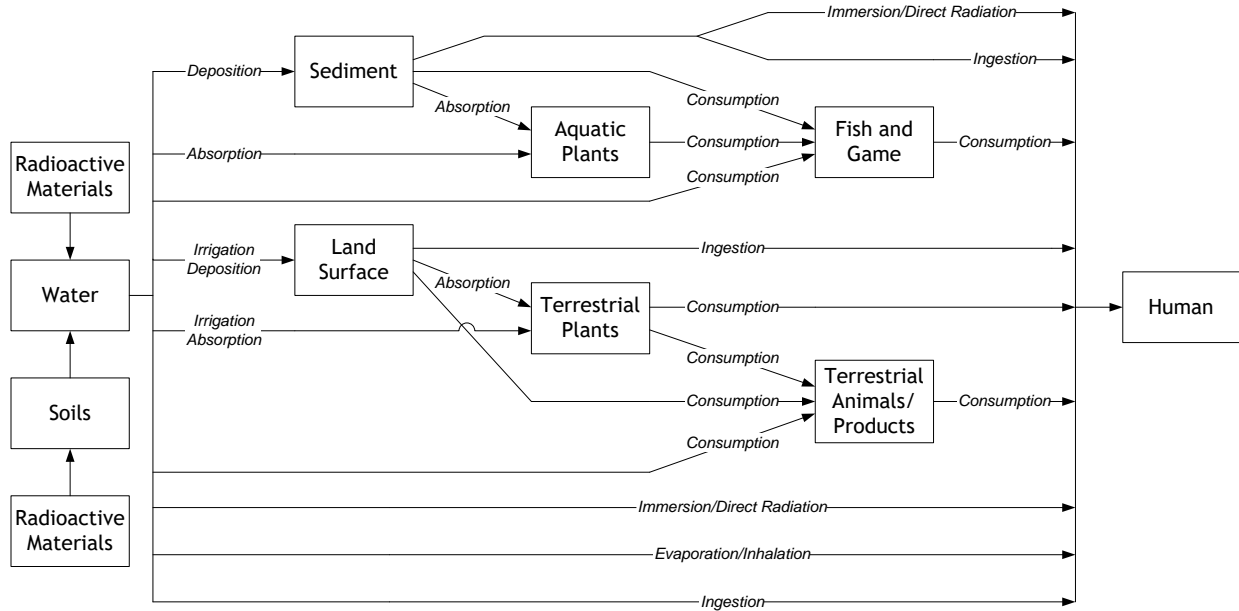 Immersion/Direct Radiation
Deposition
Sediment
Ingestion
Consumption
Absorption
Aquatic
Plants
Consumption
Fish and
Game
Consumption
Absorption
Radioactive
Materials
Consumption
Irrigation
Deposition
Land
Surface
Ingestion
Absorption
Water
Irrigation
Absorption
Terrestrial
Plants
Consumption
Human
Consumption
Soils
Consumption
Terrestrial
Animals/
Products
Consumption
Consumption
Radioactive
Materials
Immersion/Direct Radiation
Evaporation/Inhalation
Ingestion